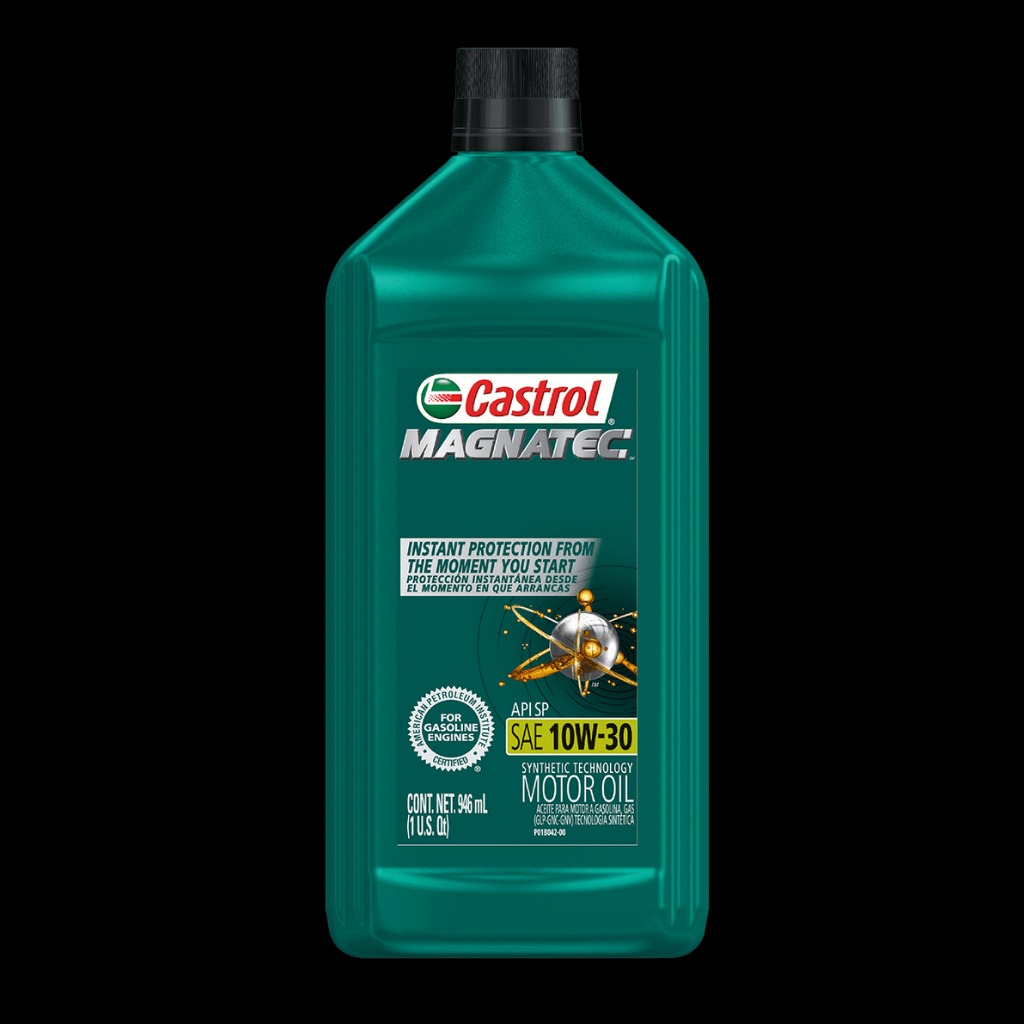 Castrol®
MAGNATEC
INSTANT PROTECTION FROM
THE MOMENT YOU START
PROTECCIÓN INSTANTÁNEA DESDE
EL MOMENTO EN QUE ARRANCAS
TM
AMERICAN PETROLEUM INSTITUTE
FOR
GASOLINE
ENGINES
CERTIFIED
®
API SP
SAE 10W-30
SYNTHETIC TECHNOLOGY
MOTOR OIL
ACEITE PARA MOTOR A GASOLINA, GAS
(GLP-GNC-GNV) TECNOLOGÍA SINTÉTICA
P018042-00
CONT. NET. 946 mL
(1 U.S. Qt)